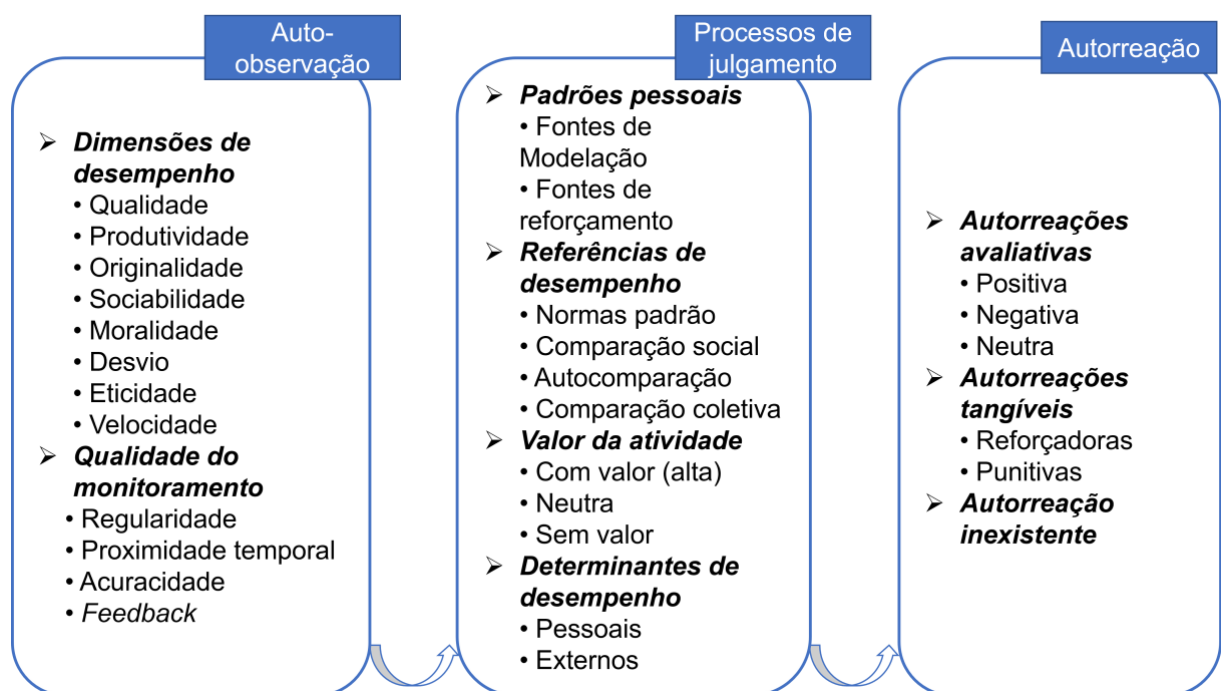 Auto-
observação
➢ Dimensões de
desempenho
• Qualidade
• Produtividade
• Originalidade
• Sociabilidade
• Moralidade
• Desvio
• Eticidade
• Velocidade
➢ Qualidade do
monitoramento
• Regularidade
• Proximidade temporal
• Acuracidade
• Feedback
Processos de
julgamento
➢ Padrões pessoais
• Fontes de
Modelação
• Fontes de
reforçamento
➢ Referências de
desempenho
• Normas padrão
• Comparação social
• Autocomparação
• Comparação coletiva
➢ Valor da atividade
• Com valor (alta)
• Neutra
• Sem valor
➢ Determinantes de
desempenho
• Pessoais
• Externos
Autorreação
➢ Autorreações
avaliativas
• Positiva
• Negativa
• Neutra
➢ Autorreações
tangíveis
• Reforçadoras
• Punitivas
➢ Autorreação
inexistente